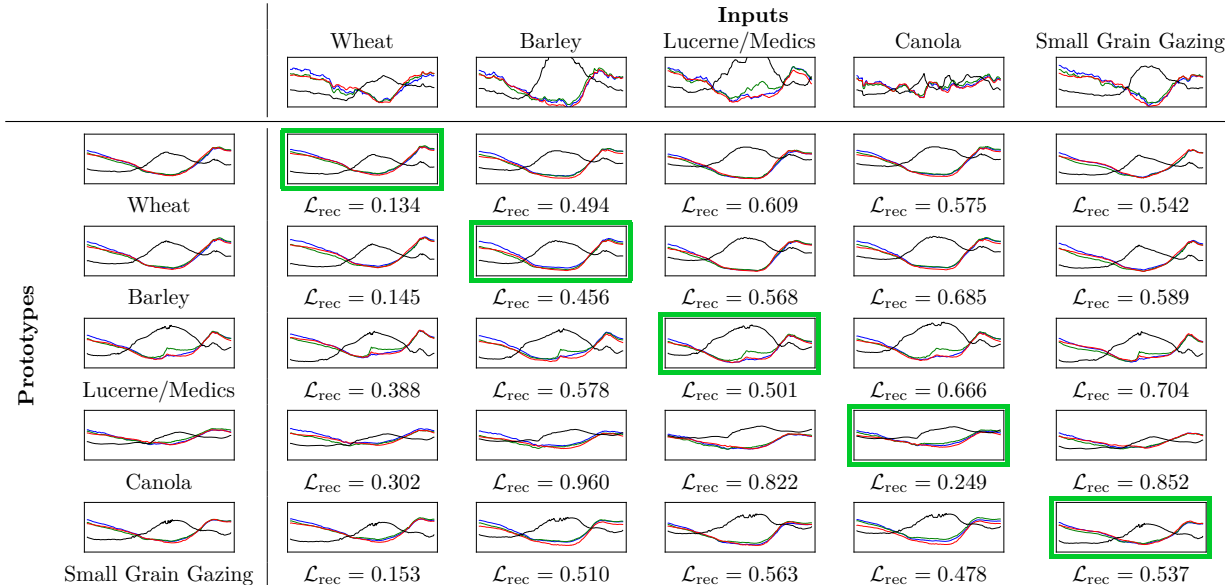 Inputs
Wheat Barley Lucerne/Medics Canola Small Grain Gazing
Prototypes
Wheat ℒrec = 0.134 ℒrec = 0.494 ℒrec = 0.609 ℒrec = 0.575 ℒrec = 0.542
Barley ℒrec = 0.145 ℒrec = 0.456 ℒrec = 0.568 ℒrec = 0.685 ℒrec = 0.589
Lucerne/Medics ℒrec = 0.388 ℒrec = 0.578 ℒrec = 0.501 ℒrec = 0.666 ℒrec = 0.704
Canola ℒrec = 0.302 ℒrec = 0.960 ℒrec = 0.822 ℒrec = 0.249 ℒrec = 0.852
Small Grain Gazing ℒrec = 0.153 ℒrec = 0.510 ℒrec = 0.563 ℒrec = 0.478 ℒrec = 0.537